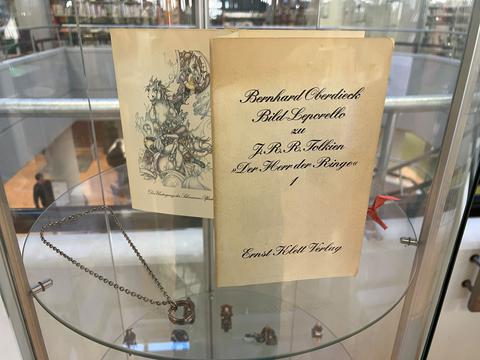 Bernhard Oberdieck
Bild Leporello
zu
J. R. R. Tolkien
»Der Herr der Ringe«
1
Ernst Klett Verlag